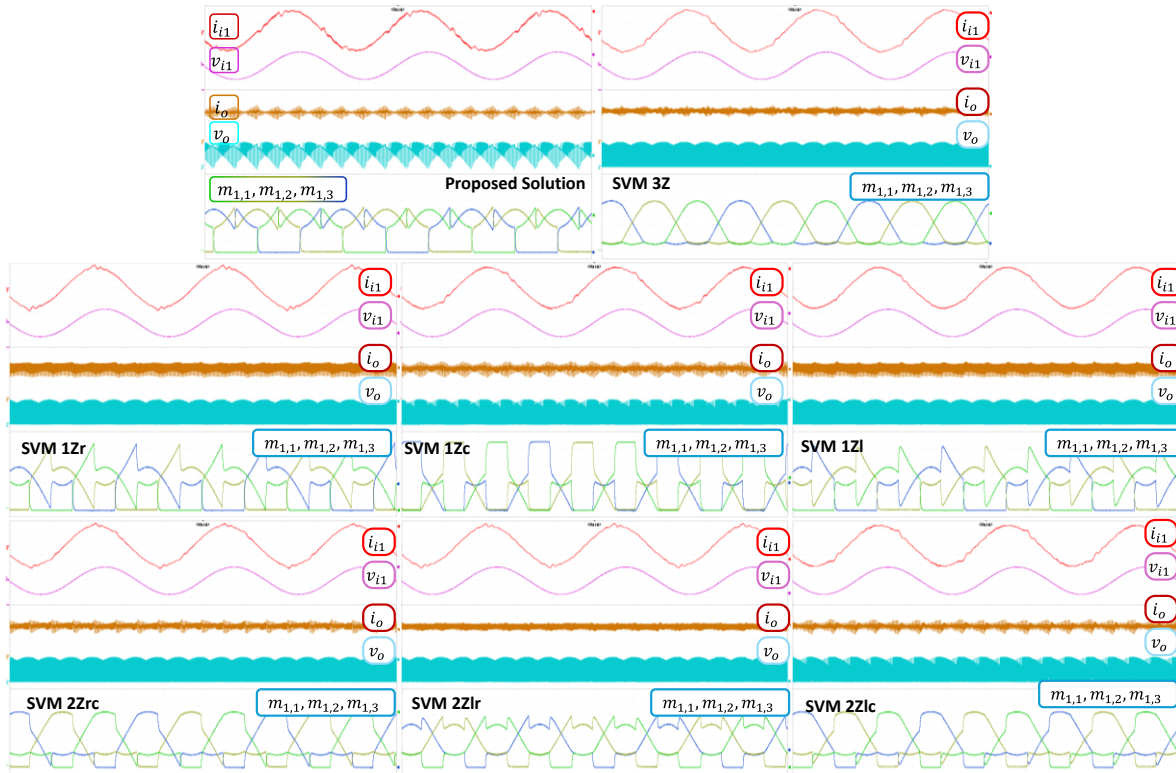 i_{i1}
v_{i1}
i_o
v_o
m_{1,1}, m_{1,2}, m_{1,3}
Proposed Solution
i_{i1}
v_{i1}
i_o
v_o
SVM 3Z
m_{1,1}, m_{1,2}, m_{1,3}
i_{i1}
v_{i1}
i_o
v_o
SVM 1Zr
m_{1,1}, m_{1,2}, m_{1,3}
i_{i1}
v_{i1}
i_o
v_o
SVM 1Zc
m_{1,1}, m_{1,2}, m_{1,3}
i_{i1}
v_{i1}
i_o
v_o
SVM 1Zl
m_{1,1}, m_{1,2}, m_{1,3}
i_{i1}
v_{i1}
i_o
v_o
SVM 2Zrc
m_{1,1}, m_{1,2}, m_{1,3}
i_{i1}
v_{i1}
i_o
v_o
SVM 2Zlr
m_{1,1}, m_{1,2}, m_{1,3}
i_{i1}
v_{i1}
i_o
v_o
SVM 2Zlc
m_{1,1}, m_{1,2}, m_{1,3}